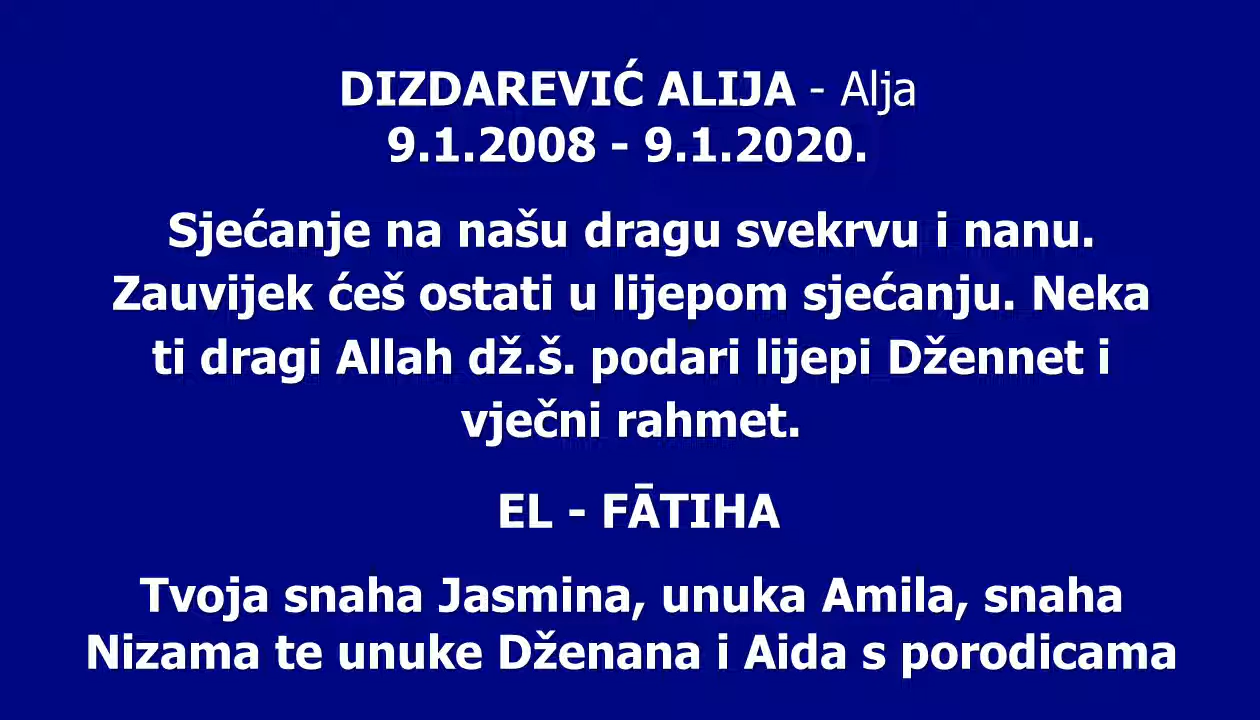 DIZDAREVIĆ ALIJA - Alja
9.1.2008 - 9.1.2020.
Sjećanje na našu dragu svekrvu i nanu.
Zauvijek ćeš ostati u lijepom sjećanju. Neka
ti dragi Allah dž.š. podari lijepi Džennet i
vječni rahmet.
EL - FĀTIHA
Tvoja snaha Jasmina, unuka Amila, snaha
Nizama te unuke Dženana i Aida s porodicama